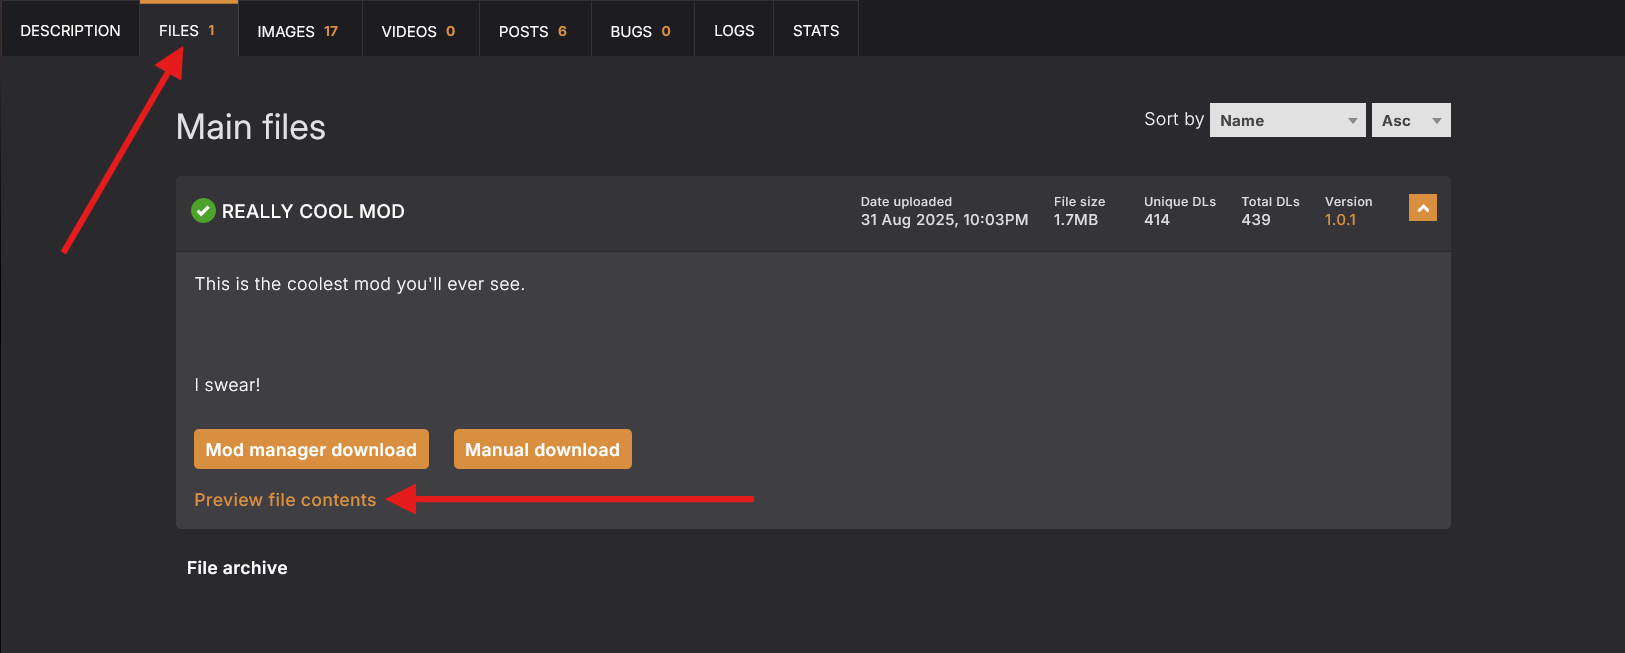 DESCRIPTION FILES 1 IMAGES 17 VIDEOS 0 POSTS 6 BUGS 0 LOGS STATS
Main files
Sort by Name Asc
REALLY COOL MOD
Date uploaded File size Unique DLs Total DLs Version
31 Aug 2025, 10:03PM 1.7MB 414 439 1.0.1
This is the coolest mod you'll ever see.
I swear!
Mod manager download Manual download
Preview file contents
File archive